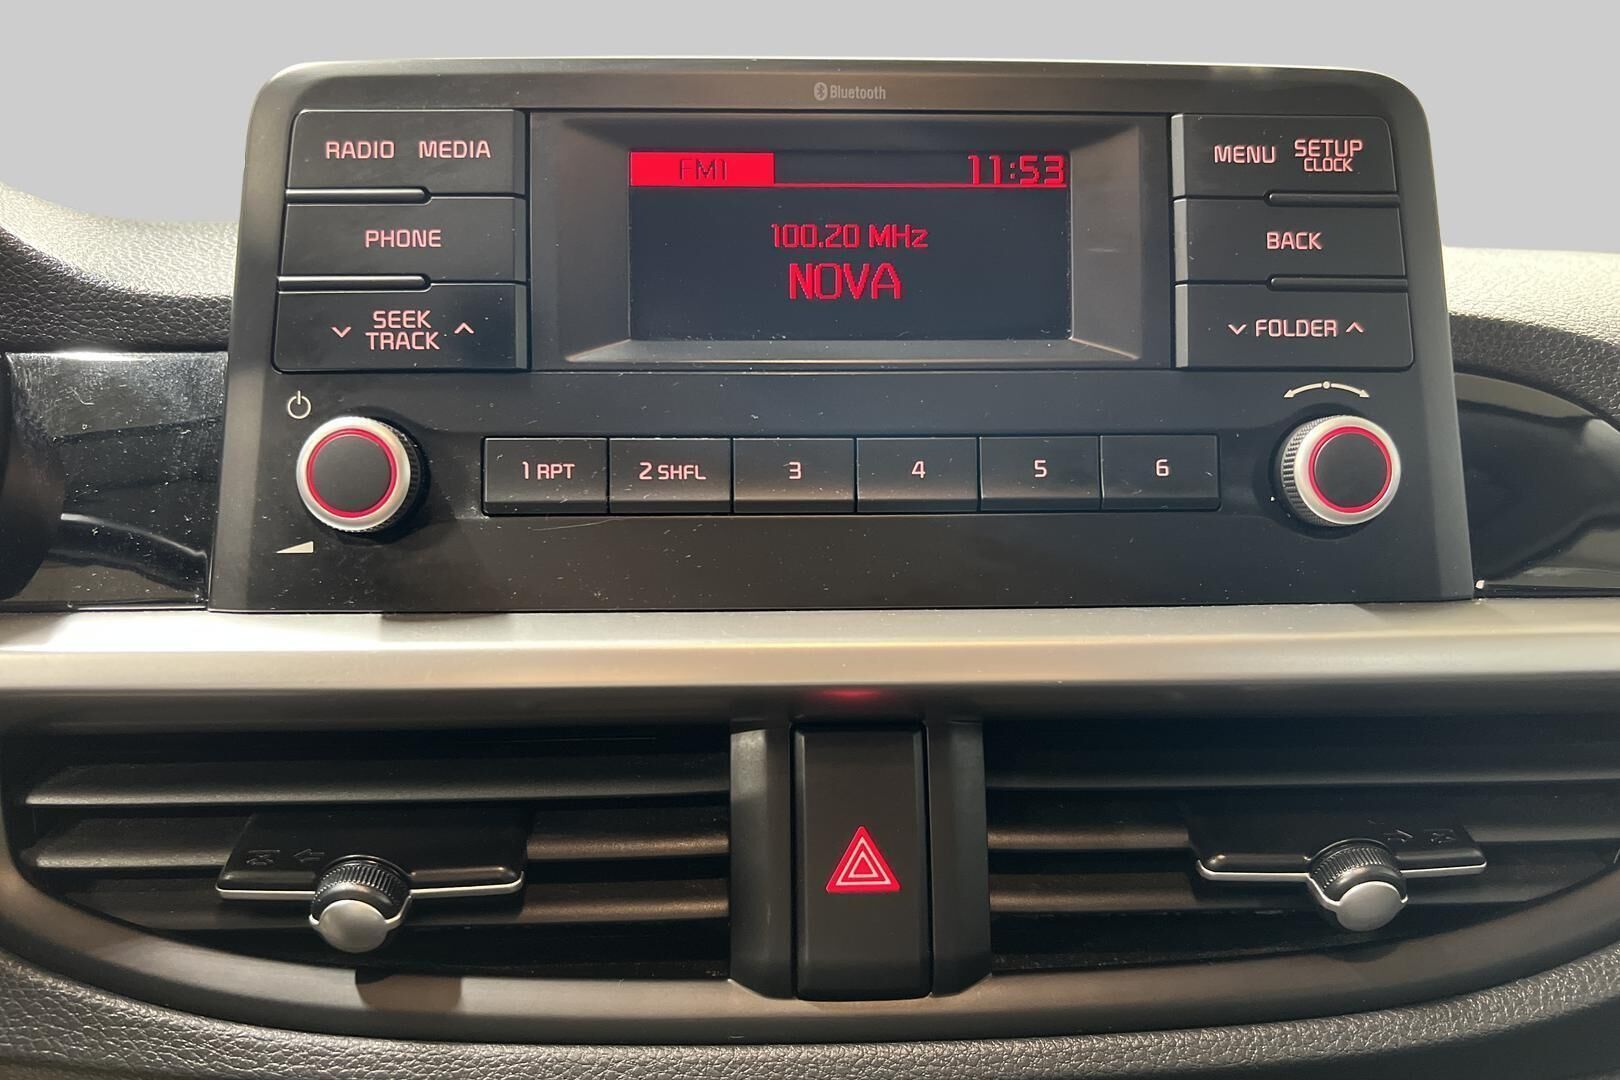 Bluetooth
RADIO MEDIA
FM1
11:53
MENU SETUP
CLOCK
PHONE
100.20 MHz
NOVA
BACK
SEEK
TRACK
FOLDER
1 RPT
2 SHFL
3
4
5
6